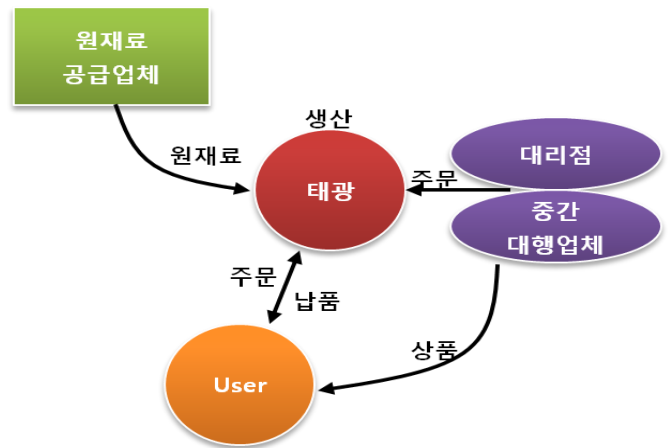 원재료
공급업체
생산
원재료
태광
주문
대리점
중간
대행업체
주문
납품
상품
User